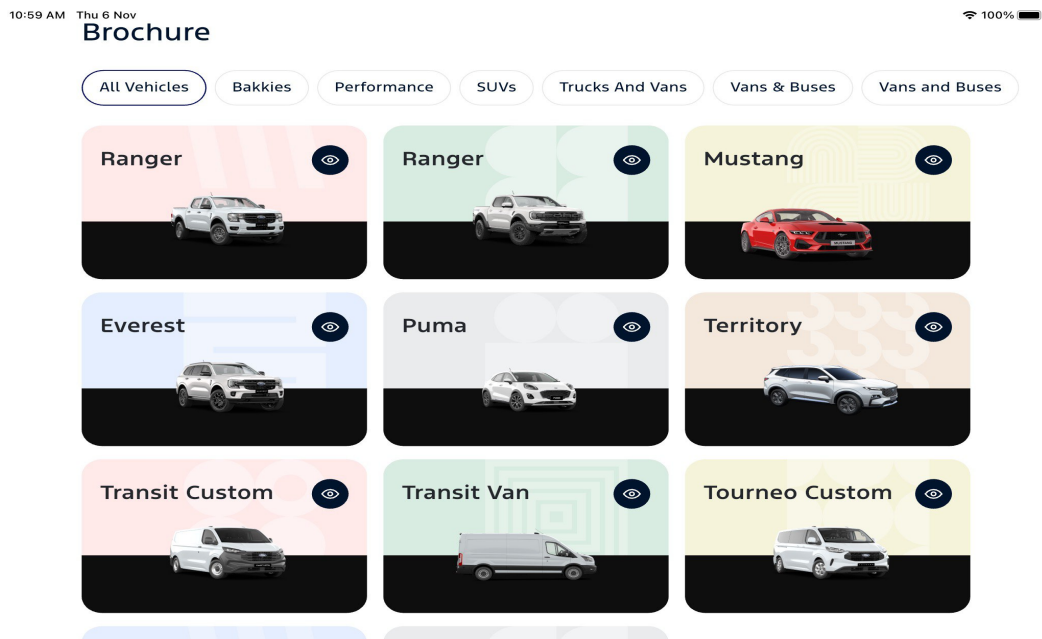 10:59 AM Thu 6 Nov 100%
Brochure
All Vehicles Bakkies Performance SUVs Trucks And Vans Vans & Buses Vans and Buses
Ranger Ranger Mustang
MUSTANG
Everest Puma Territory
Transit Custom Transit Van Tourneo Custom